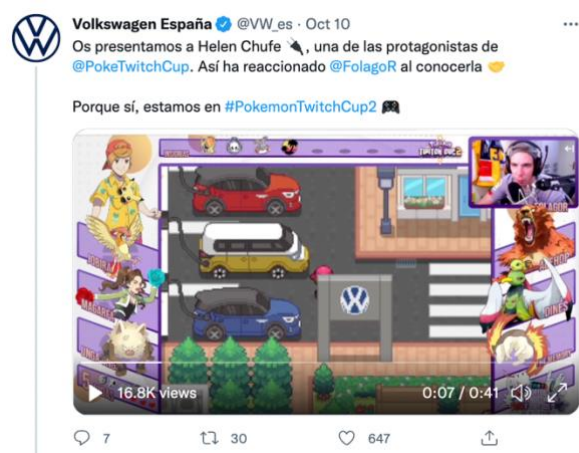 Volkswagen España @VW_es · Oct 10
Os presentamos a Helen Chufe 🔌, una de las protagonistas de
@PokeTwitchCup. Así ha reaccionado @FolagoR al conocerla 🤝
Porque sí, estamos en #PokemonTwitchCup2 🎮
FOLAGOR
16.8K views
0:07 / 0:41
7
30
647